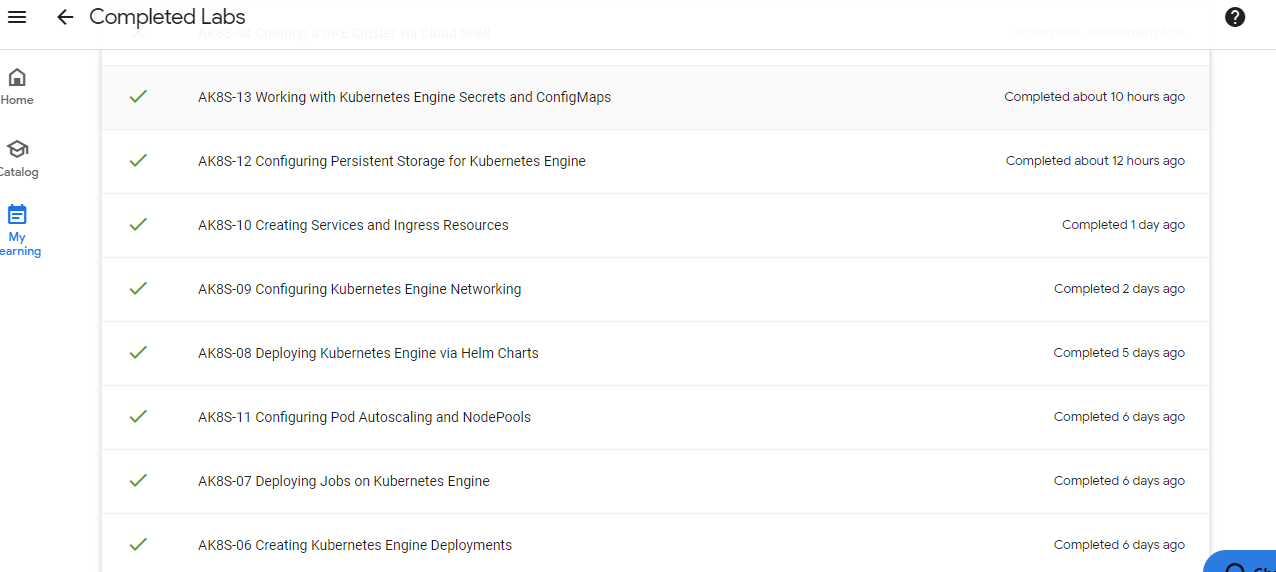 Completed Labs
AK8S-04 Creating a GKE Cluster via Cloud Shell
Incomplete, Assessment 67%
Home
Catalog
My
earning
AK8S-13 Working with Kubernetes Engine Secrets and ConfigMaps
Completed about 10 hours ago
AK8S-12 Configuring Persistent Storage for Kubernetes Engine
Completed about 12 hours ago
AK8S-10 Creating Services and Ingress Resources
Completed 1 day ago
AK8S-09 Configuring Kubernetes Engine Networking
Completed 2 days ago
AK8S-08 Deploying Kubernetes Engine via Helm Charts
Completed 5 days ago
AK8S-11 Configuring Pod Autoscaling and NodePools
Completed 6 days ago
AK8S-07 Deploying Jobs on Kubernetes Engine
Completed 6 days ago
AK8S-06 Creating Kubernetes Engine Deployments
Completed 6 days ago